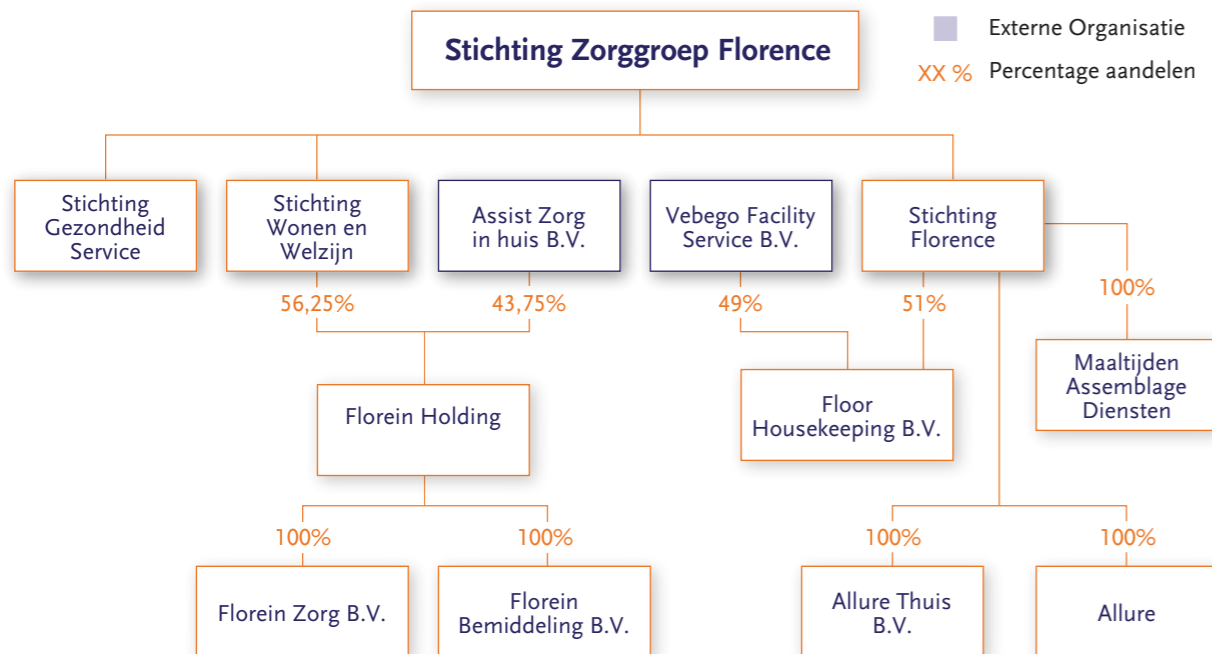 Stichting Zorggroep Florence
Externe Organisatie
XX % Percentage aandelen
Stichting
Gezondheid
Service
Stichting
Wonen en
Welzijn
Assist Zorg
in huis B.V.
Vebego Facility
Service B.V.
Stichting
Florence
56,25%
43,75%
49%
51%
100%
Florein Holding
Floor
Housekeeping B.V.
Maaltijden
Assemblage
Diensten
100%
100%
100%
100%
Florein Zorg B.V.
Florein
Bemiddeling B.V.
Allure Thuis
B.V.
Allure